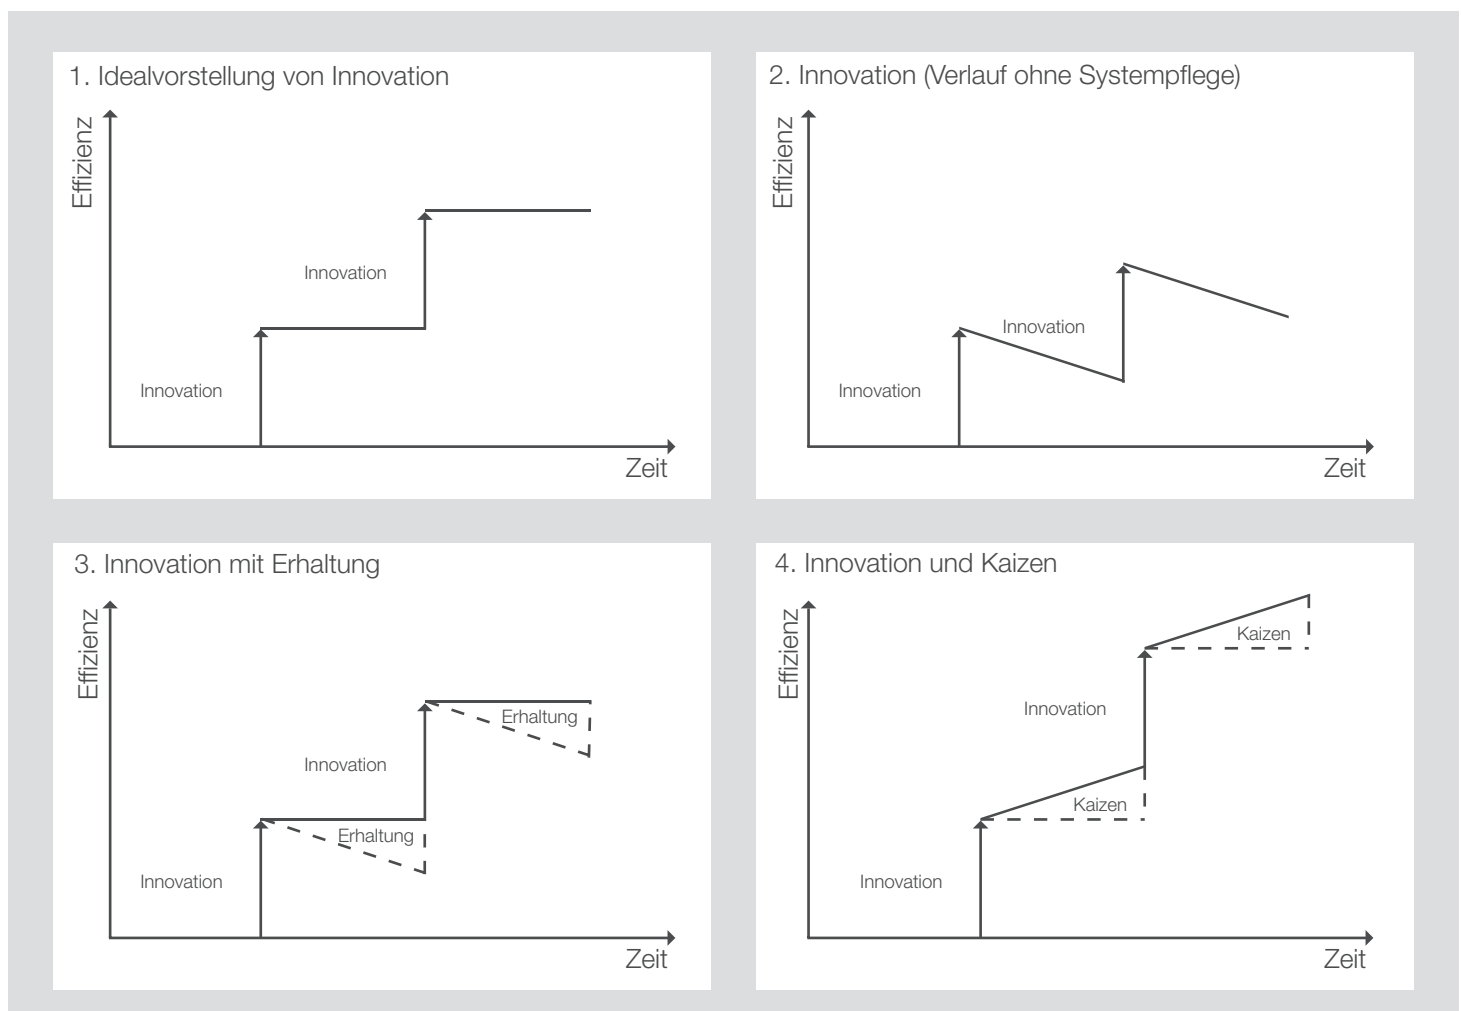 1. Idealvorstellung von Innovation
Effizienz
Innovation
Innovation
Zeit
2. Innovation (Verlauf ohne Systempflege)
Effizienz
Innovation
Innovation
Zeit
3. Innovation mit Erhaltung
Effizienz
Erhaltung
Innovation
Erhaltung
Innovation
Zeit
4. Innovation und Kaizen
Effizienz
Kaizen
Innovation
Kaizen
Innovation
Zeit